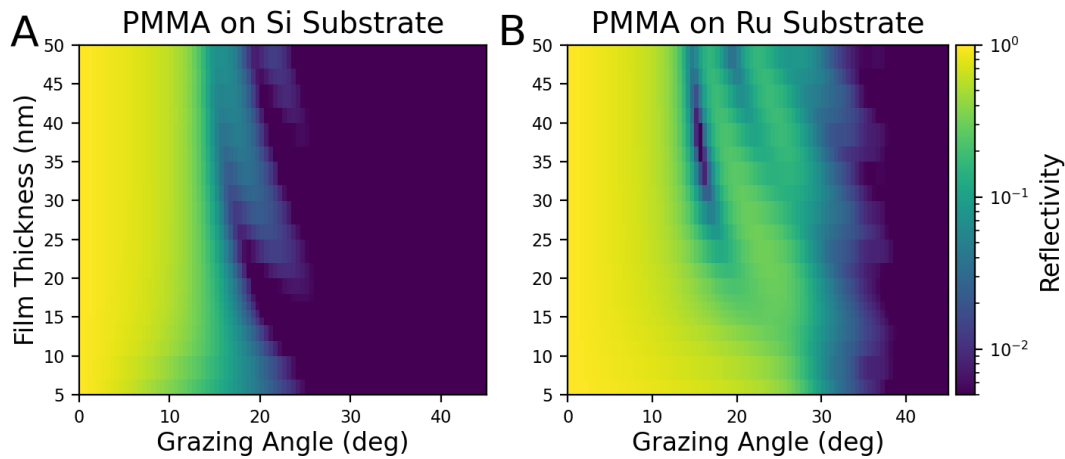 A PMMA on Si Substrate
B PMMA on Ru Substrate
Film Thickness (nm)
50
45
40
35
30
25
20
15
10
5
0 10 20 30 40
Grazing Angle (deg)
50
45
40
35
30
25
20
15
10
5
0 10 20 30 40
Grazing Angle (deg)
10⁰
10⁻¹
10⁻²
Reflectivity